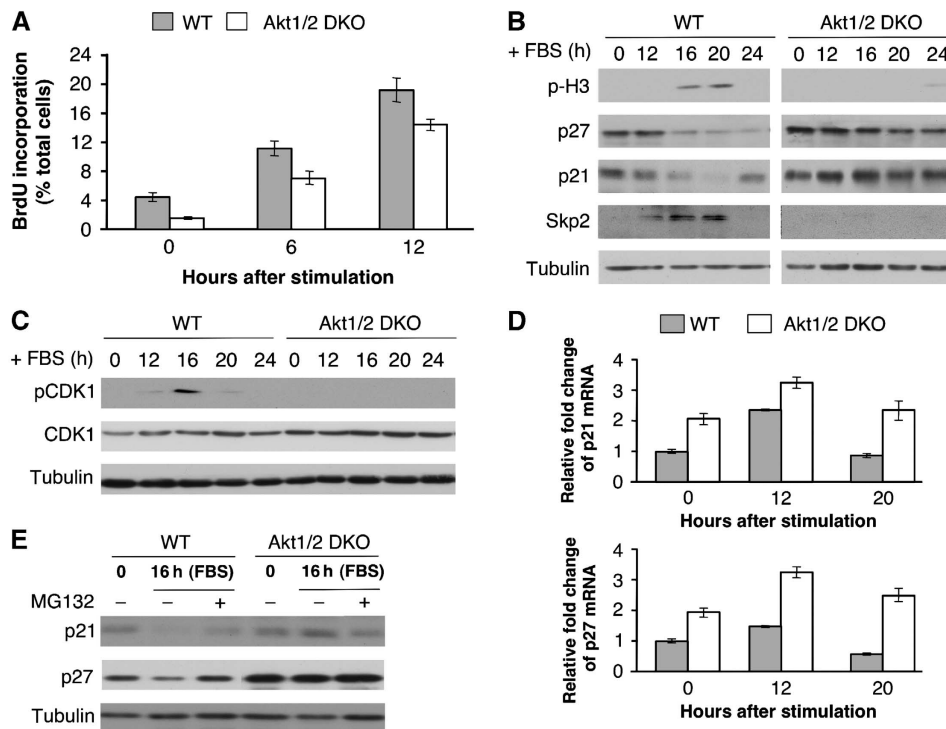 A
WT Akt1/2 DKO
BrdU incorporation
(% total cells)
24
20
16
12
8
4
0
0 6 12
Hours after stimulation
B
WT Akt1/2 DKO
+ FBS (h) 0 12 16 20 24 0 12 16 20 24
p-H3
p27
p21
Skp2
Tubulin
C
WT Akt1/2 DKO
+ FBS (h) 0 12 16 20 24 0 12 16 20 24
pCDK1
CDK1
Tubulin
D
WT Akt1/2 DKO
Relative fold change
of p21 mRNA
4
3
2
1
0
0 12 20
Hours after stimulation
Relative fold change
of p27 mRNA
4
3
2
1
0
0 12 20
Hours after stimulation
E
WT Akt1/2 DKO
0 16 h (FBS) 0 16 h (FBS)
MG132 – – + – – +
p21
p27
Tubulin